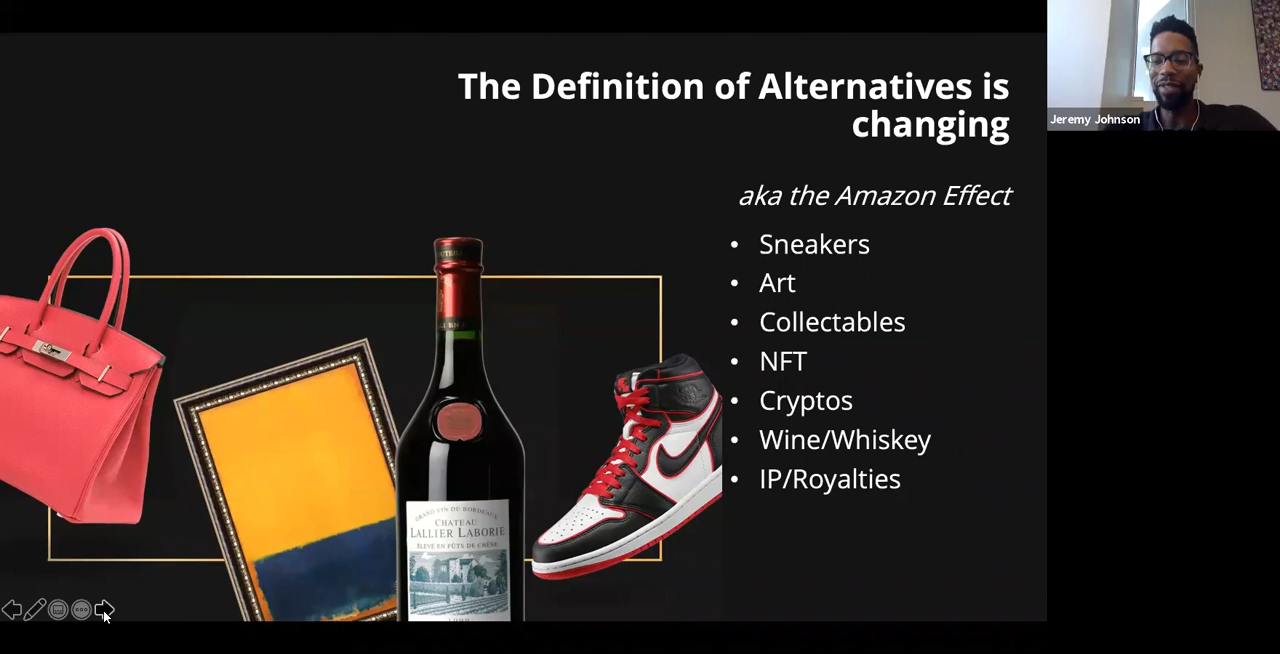 The Definition of Alternatives is
changing
aka the Amazon Effect
• Sneakers
• Art
• Collectables
• NFT
• Cryptos
• Wine/Whiskey
• IP/Royalties
GRAND VIN DU BORDEAUX
CHATEAU
LALLIER LABORIE
ÉLEVÉ EN FÛTS DE CHÊNE
Jeremy Johnson